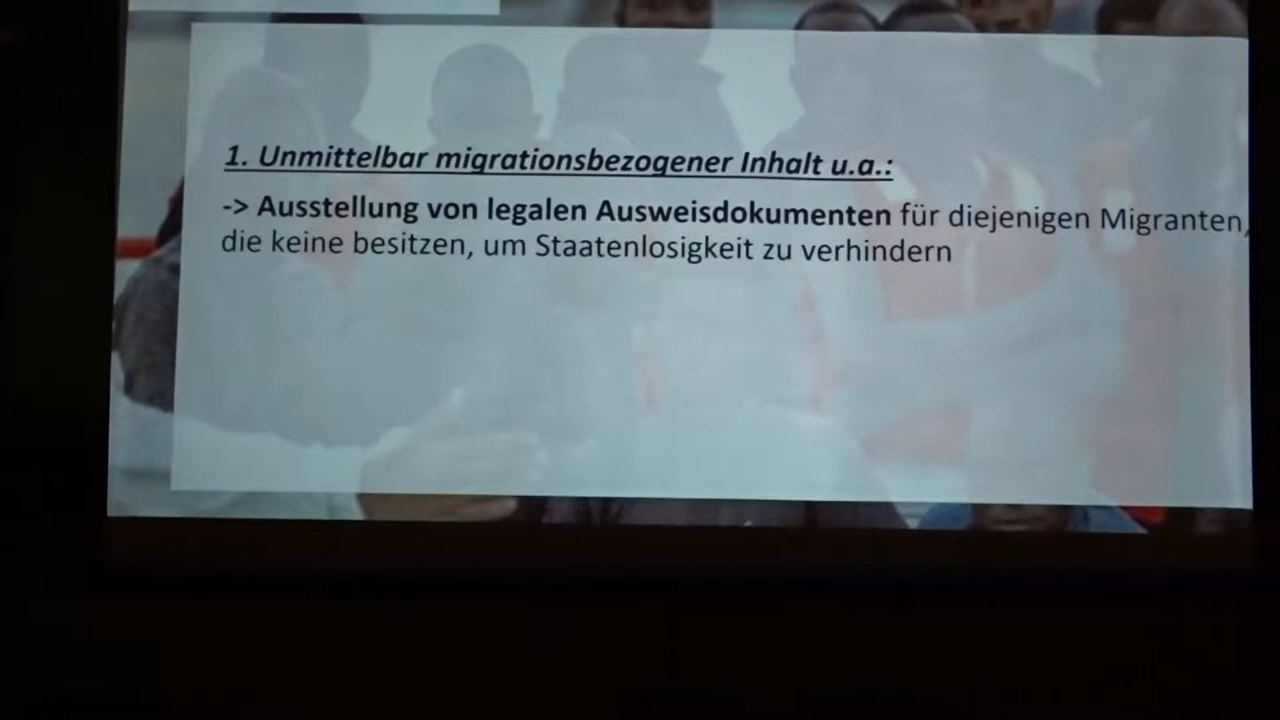 1. Unmittelbar migrationsbezogener Inhalt u.a.:
-> Ausstellung von legalen Ausweisdokumenten für diejenigen Migranten,
die keine besitzen, um Staatenlosigkeit zu verhindern